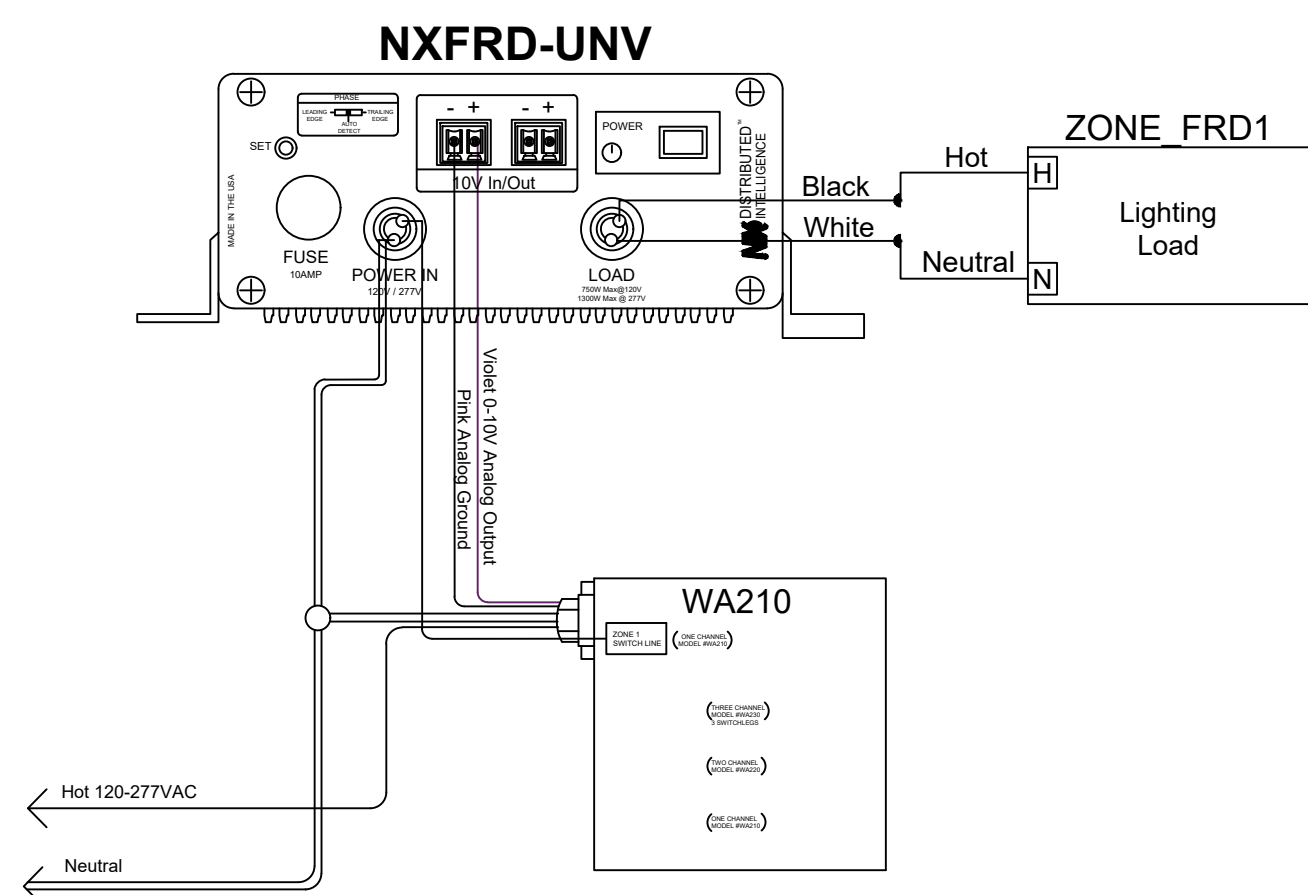 NXFRD-UNV
PHASE
LEADING
EDGE
TRAILING
EDGE
AUTO
DETECT
SET
- +
- +
10V In/Out
POWER
MADE IN THE USA
FUSE
10AMP
POWER IN
120V / 277V
LOAD
750W Max@120V
1300W Max @ 277V
DISTRIBUTED™
INTELLIGENCE
Black
White
Hot
Neutral
ZONE_FRD1
H
Lighting
Load
N
Violet 0-10V Analog Output
Pink Analog Ground
WA210
ZONE 1
SWITCH LINE
(ONE CHANNEL
MODEL #WA210)
(THREE CHANNEL
MODEL #WA230
3 SWITCHLEGS)
(TWO CHANNEL
MODEL #WA220)
(ONE CHANNEL
MODEL #WA210)
Hot 120-277VAC
Neutral